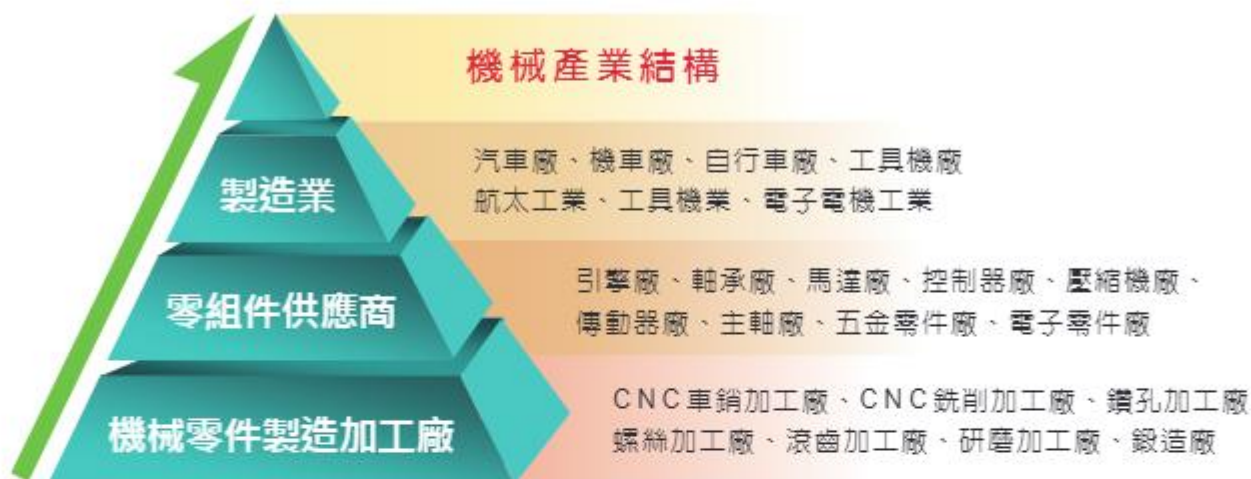 機械產業結構
製造業
汽車廠、機車廠、自行車廠、工具機廠
航太工業、工具機業、電子電機工業
零組件供應商
引擎廠、軸承廠、馬達廠、控制器廠、壓縮機廠、
傳動器廠、主軸廠、五金零件廠、電子零件廠
機械零件製造加工廠
CNC車銷加工廠、CNC銑削加工廠、鑽孔加工廠
螺絲加工廠、滾齒加工廠、研磨加工廠、鍛造廠